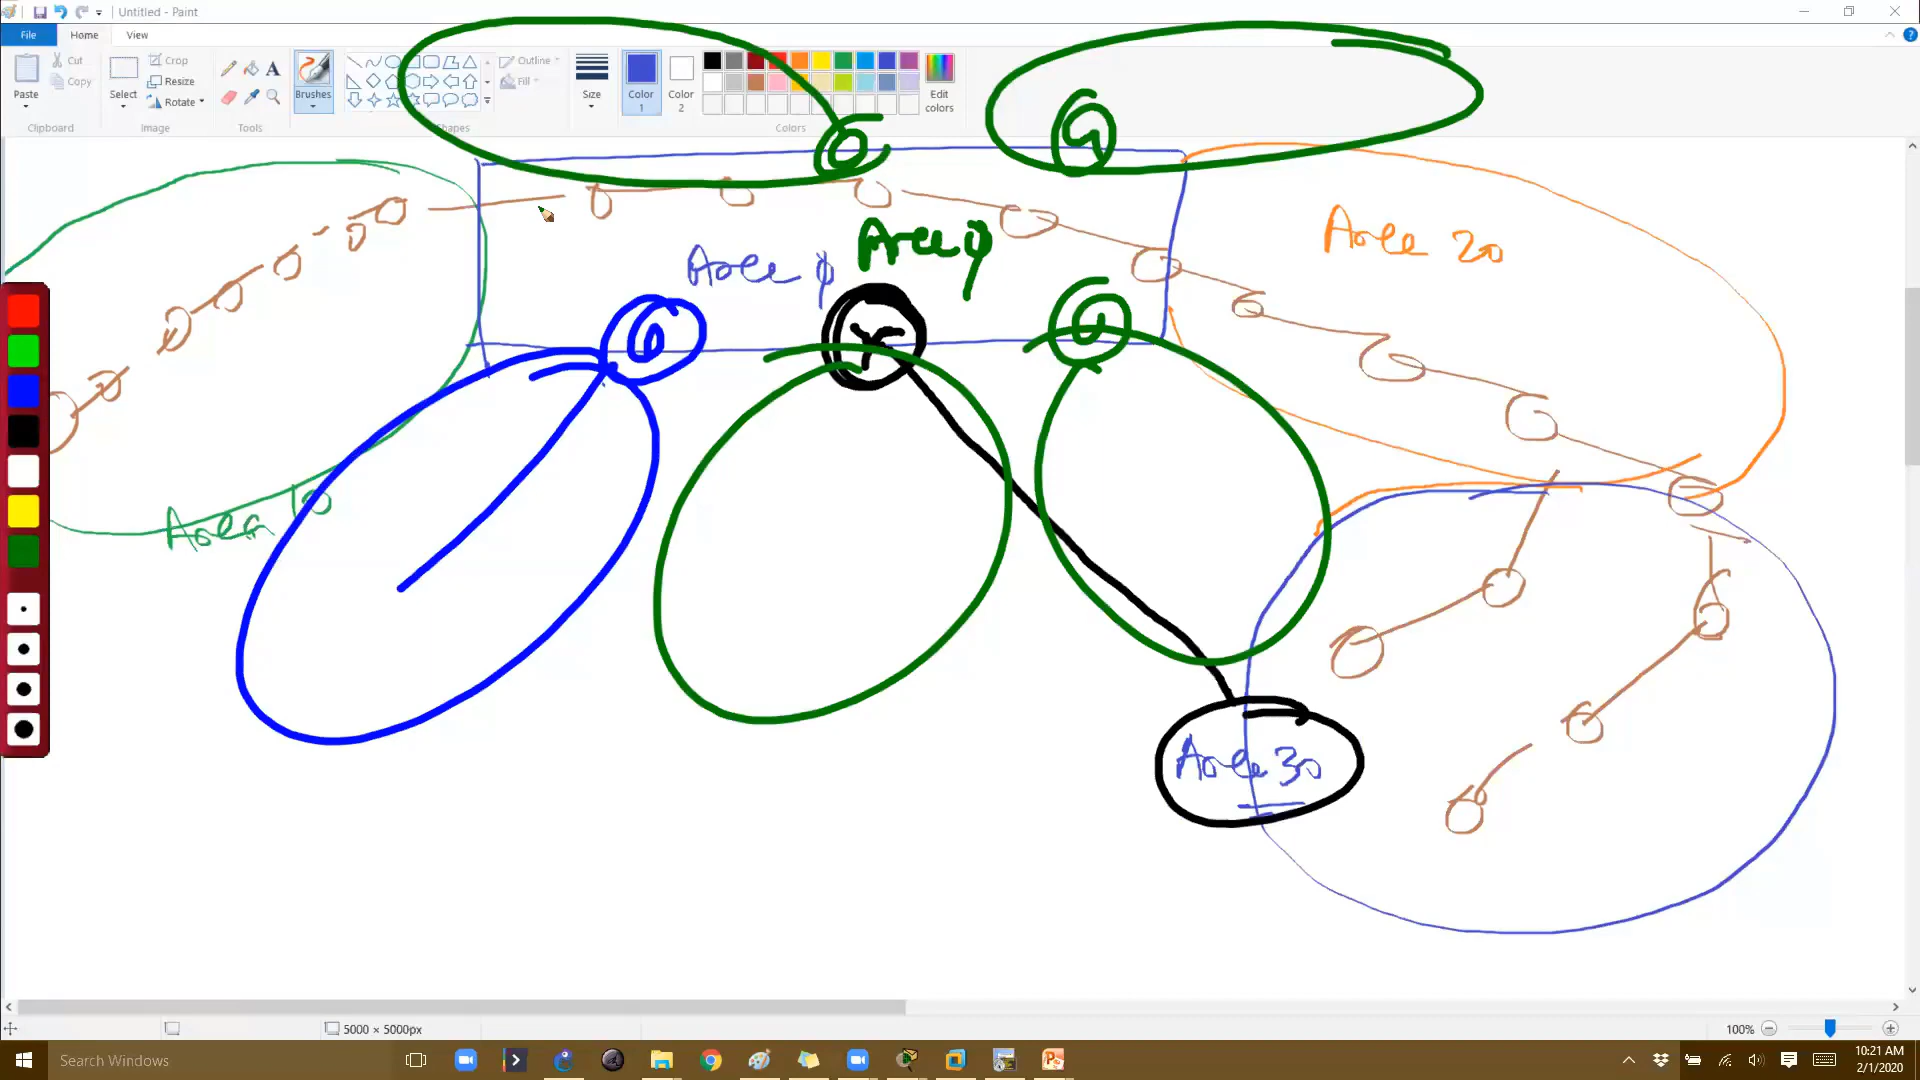 Untitled - Paint
File
Home
View
Paste
Cut
Copy
Clipboard
Select
Crop
Resize
Rotate
Image
Tools
Brushes
Outline
Fill
Shapes
Size
Color 1
Color 2
Edit colors
Colors
Area 20
Area ϕ
Area ϕ
Area 10
Area 30
5000 × 5000px
100%
Search Windows
10:21 AM
2/1/2020